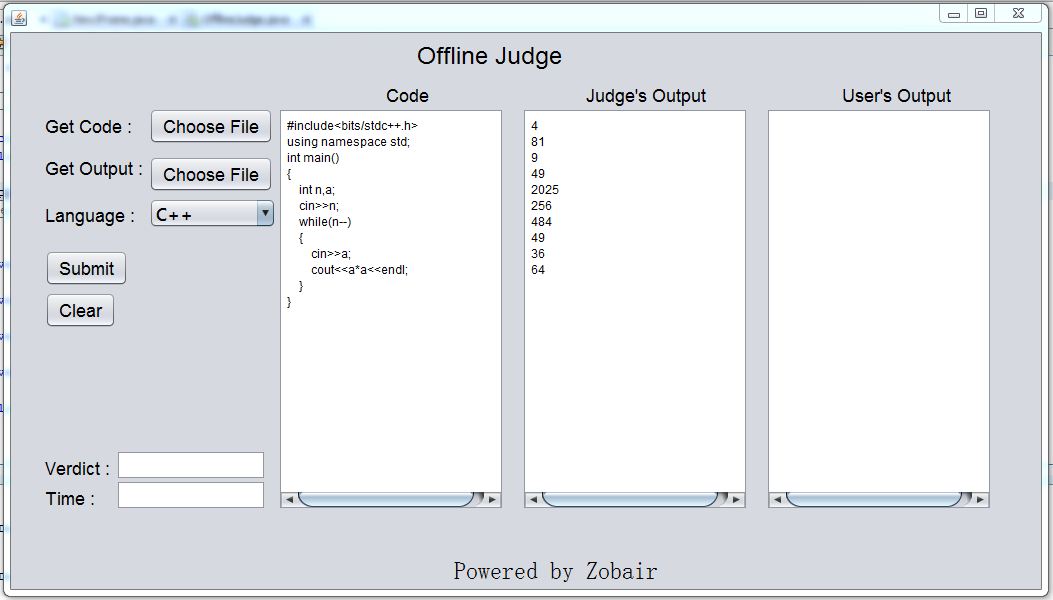 Offline Judge
Code
Judge's Output
User's Output
Get Code :
Choose File
Get Output :
Choose File
Language :
C++
Submit
Clear
#include<bits/stdc++.h>
using namespace std;
int main()
{
    int n,a;
    cin>>n;
    while(n--)
    {
        cin>>a;
        cout<<a*a<<endl;
    }
}
4
81
9
49
2025
256
484
49
36
64
Verdict :
Time :
Powered by Zobair